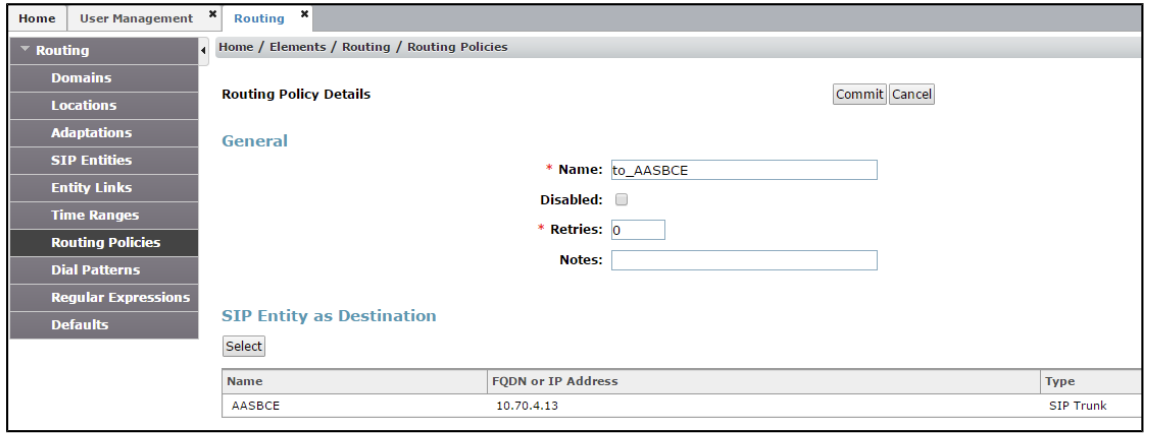 Home User Management × Routing ×
Routing
Home / Elements / Routing / Routing Policies
Domains
Locations
Adaptations
SIP Entities
Entity Links
Time Ranges
Routing Policies
Dial Patterns
Regular Expressions
Defaults
Routing Policy Details
Commit Cancel
General
* Name: to_AASBCE
Disabled:
* Retries: 0
Notes:
SIP Entity as Destination
Select
Name FQDN or IP Address Type
AASBCE 10.70.4.13 SIP Trunk